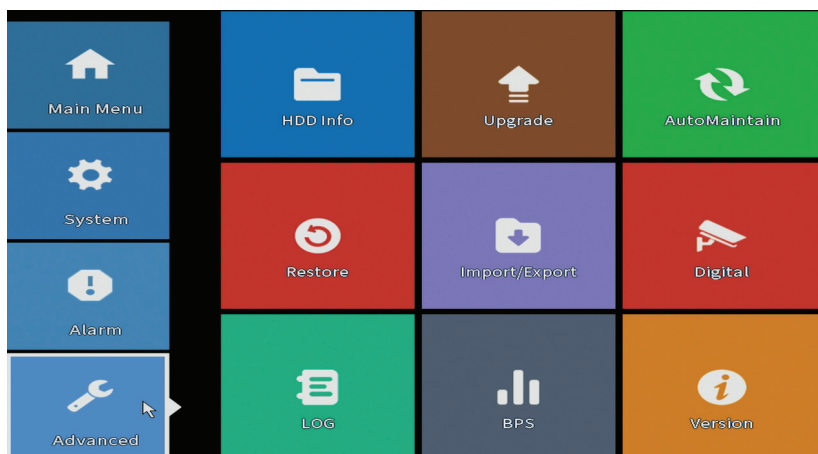 Main Menu
System
Alarm
Advanced
HDD Info
Upgrade
AutoMaintain
Restore
Import/Export
Digital
LOG
BPS
Version